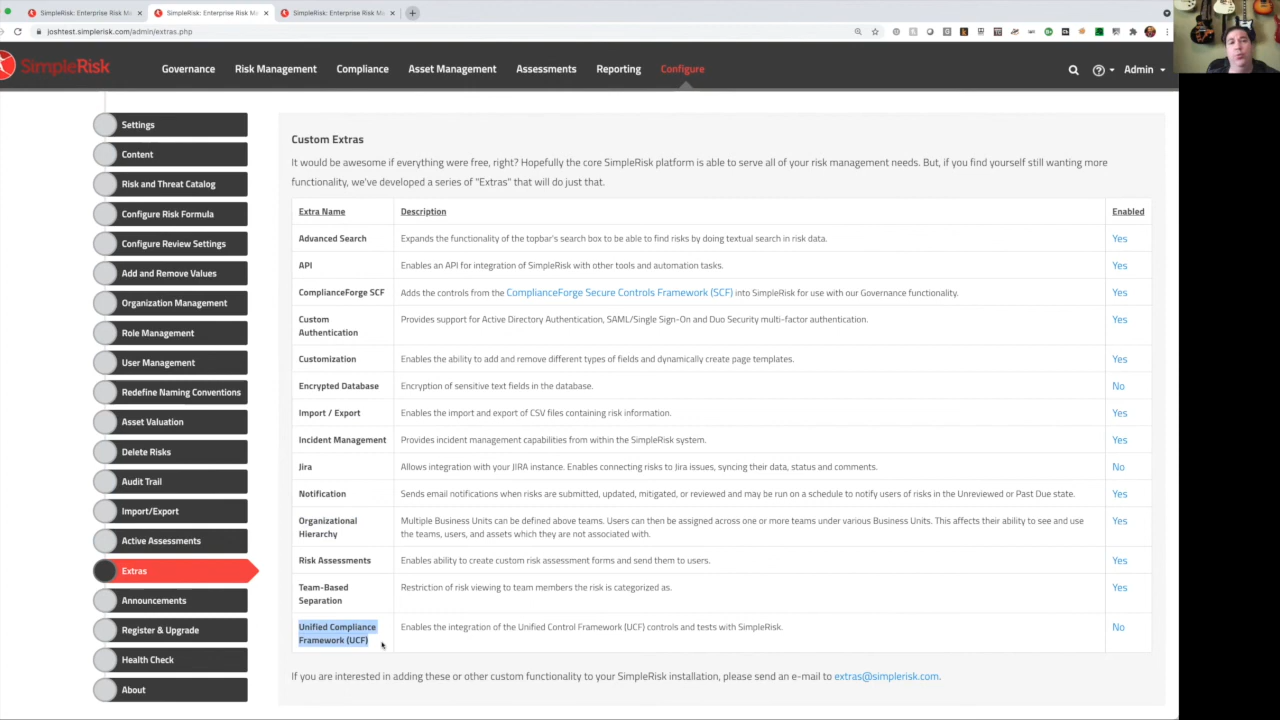 SimpleRisk: Enterprise Risk M
SimpleRisk: Enterprise Risk M
SimpleRisk: Enterprise Risk M
joshtest.simplerisk.com/admin/extras.php
SimpleRisk
Governance
Risk Management
Compliance
Asset Management
Assessments
Reporting
Configure
Admin
Settings
Content
Risk and Threat Catalog
Configure Risk Formula
Configure Review Settings
Add and Remove Values
Organization Management
Role Management
User Management
Redefine Naming Conventions
Asset Valuation
Delete Risks
Audit Trail
Import/Export
Active Assessments
Extras
Announcements
Register & Upgrade
Health Check
About
Custom Extras
It would be awesome if everything were free, right? Hopefully the core SimpleRisk platform is able to serve all of your risk management needs. But, if you find yourself still wanting more
functionality, we've developed a series of "Extras" that will do just that.
Extra Name Description Enabled
Advanced Search Expands the functionality of the topbar's search box to be able to find risks by doing textual search in risk data. Yes
API Enables an API for integration of SimpleRisk with other tools and automation tasks. Yes
ComplianceForge SCF Adds the controls from the ComplianceForge Secure Controls Framework (SCF) into SimpleRisk for use with our Governance functionality. Yes
Custom Provides support for Active Directory Authentication, SAML/Single Sign-On and Duo Security multi-factor authentication. Yes
Authentication
Customization Enables the ability to add and remove different types of fields and dynamically create page templates. Yes
Encrypted Database Encryption of sensitive text fields in the database. No
Import / Export Enables the import and export of CSV files containing risk information. Yes
Incident Management Provides incident management capabilities from within the SimpleRisk system. Yes
Jira Allows integration with your JIRA instance. Enables connecting risks to Jira issues, syncing their data, status and comments. No
Notification Sends email notifications when risks are submitted, updated, mitigated, or reviewed and may be run on a schedule to notify users of risks in the Unreviewed or Past Due state. Yes
Organizational Multiple Business Units can be defined above teams. Users can then be assigned across one or more teams under various Business Units. This affects their ability to see and use Yes
Hierarchy the teams, users, and assets which they are not associated with.
Risk Assessments Enables ability to create custom risk assessment forms and send them to users. Yes
Team-Based Restriction of risk viewing to team members the risk is categorized as. Yes
Separation
Unified Compliance Enables the integration of the Unified Control Framework (UCF) controls and tests with SimpleRisk. No
Framework (UCF)
If you are interested in adding these or other custom functionality to your SimpleRisk installation, please send an e-mail to extras@simplerisk.com.